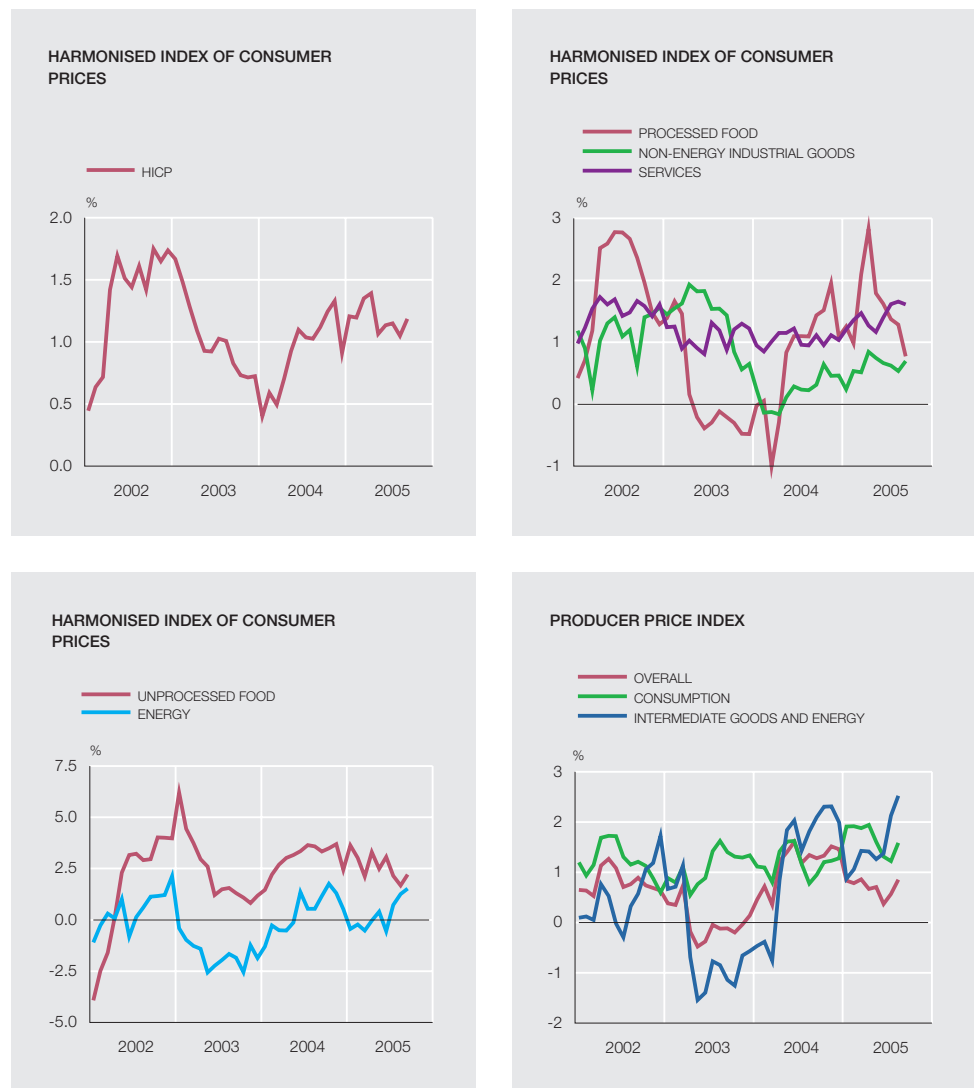 HARMONISED INDEX OF CONSUMER
PRICES
HICP
%
2.0
1.5
1.0
0.5
0.0
2002 2003 2004 2005
HARMONISED INDEX OF CONSUMER
PRICES
PROCESSED FOOD
NON-ENERGY INDUSTRIAL GOODS
SERVICES
%
3
2
1
0
-1
2002 2003 2004 2005
HARMONISED INDEX OF CONSUMER
PRICES
UNPROCESSED FOOD
ENERGY
%
7.5
5.0
2.5
0.0
-2.5
-5.0
2002 2003 2004 2005
PRODUCER PRICE INDEX
OVERALL
CONSUMPTION
INTERMEDIATE GOODS AND ENERGY
%
3
2
1
0
-1
-2
2002 2003 2004 2005